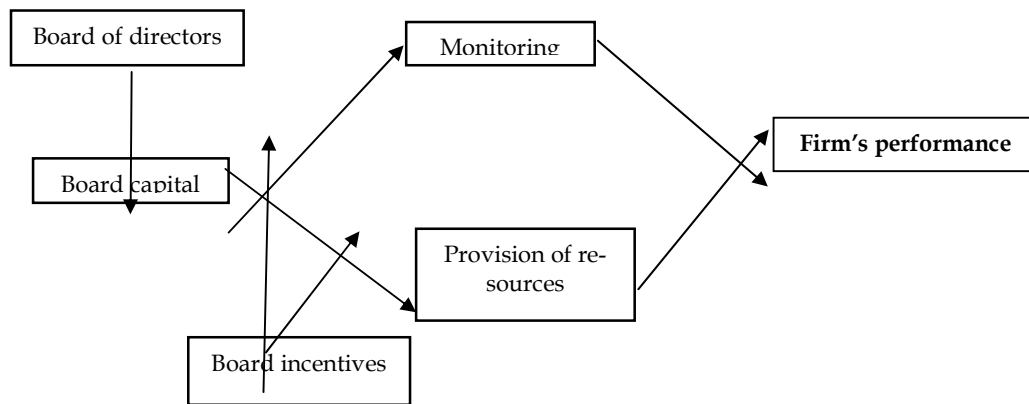 Board of directors
Monitoring
Firm's performance
Board capital
Provision of re-
sources
Board incentives